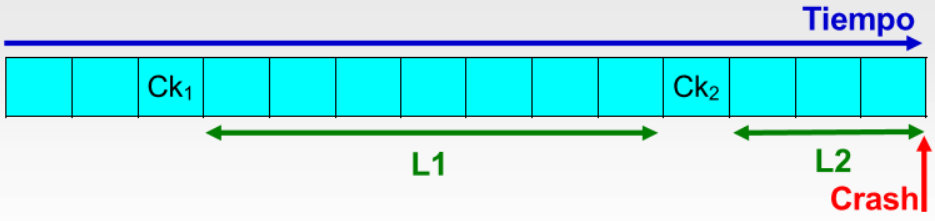 Tiempo
Ck₁ Ck₂
L1 L2
Crash